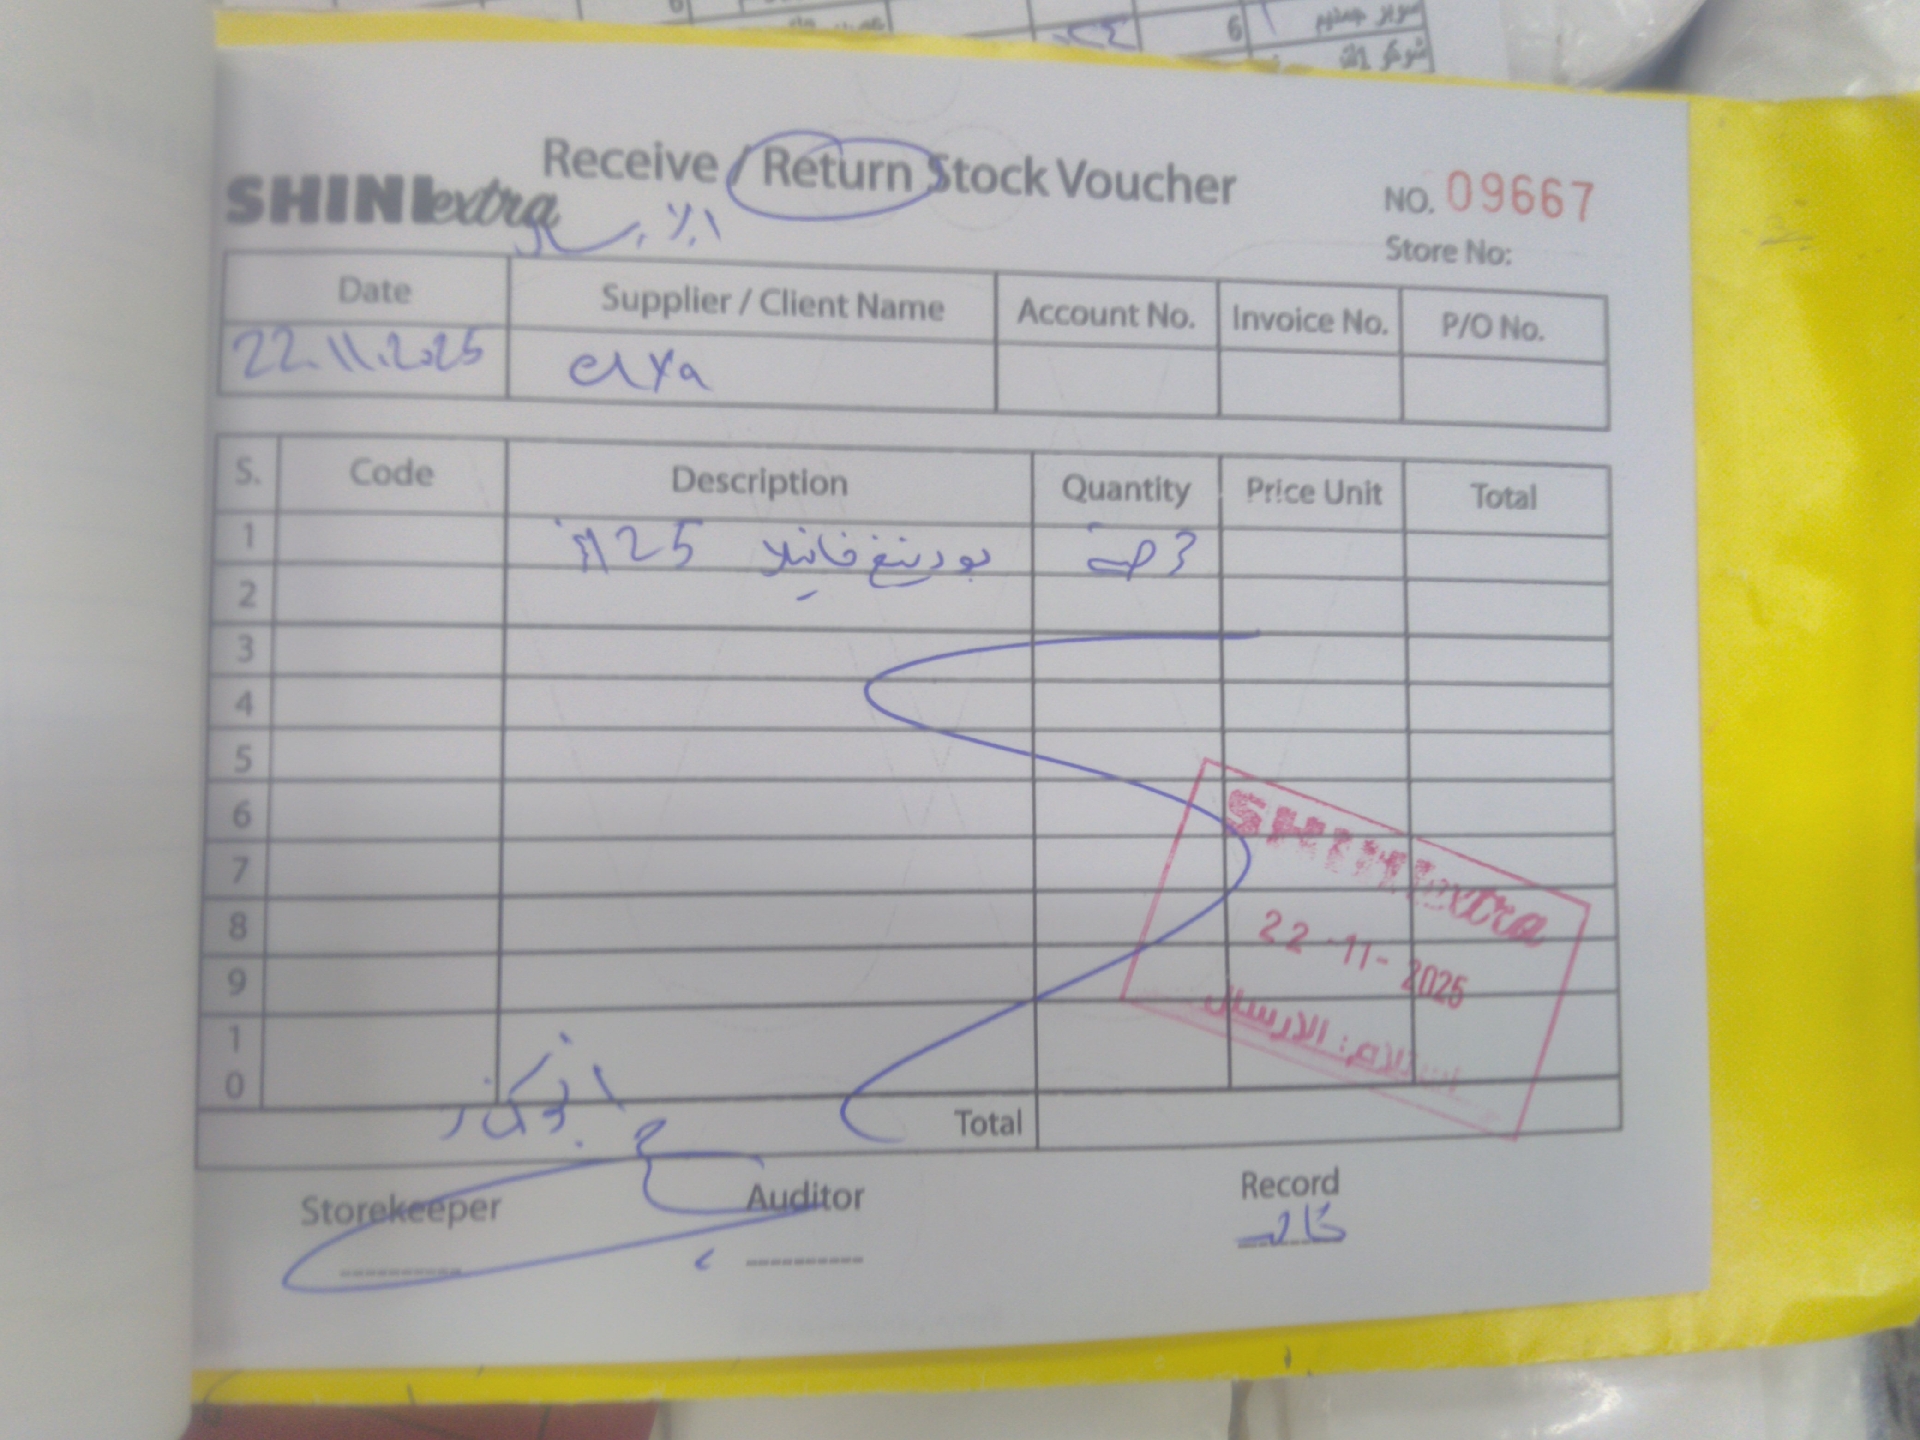 Receive / Return Stock Voucher
SHINIextra
NO. 09667
Store No:
Date Supplier / Client Name Account No. Invoice No. P/O No.
22.11.2025 elya
S. Code Description Quantity Price Unit Total
1 بودينغ فانيلا 25
2
3
4
5
6
7
8
9
10
SHINIextra
22-11-2025
الارسال
Total
Storekeeper Auditor Record